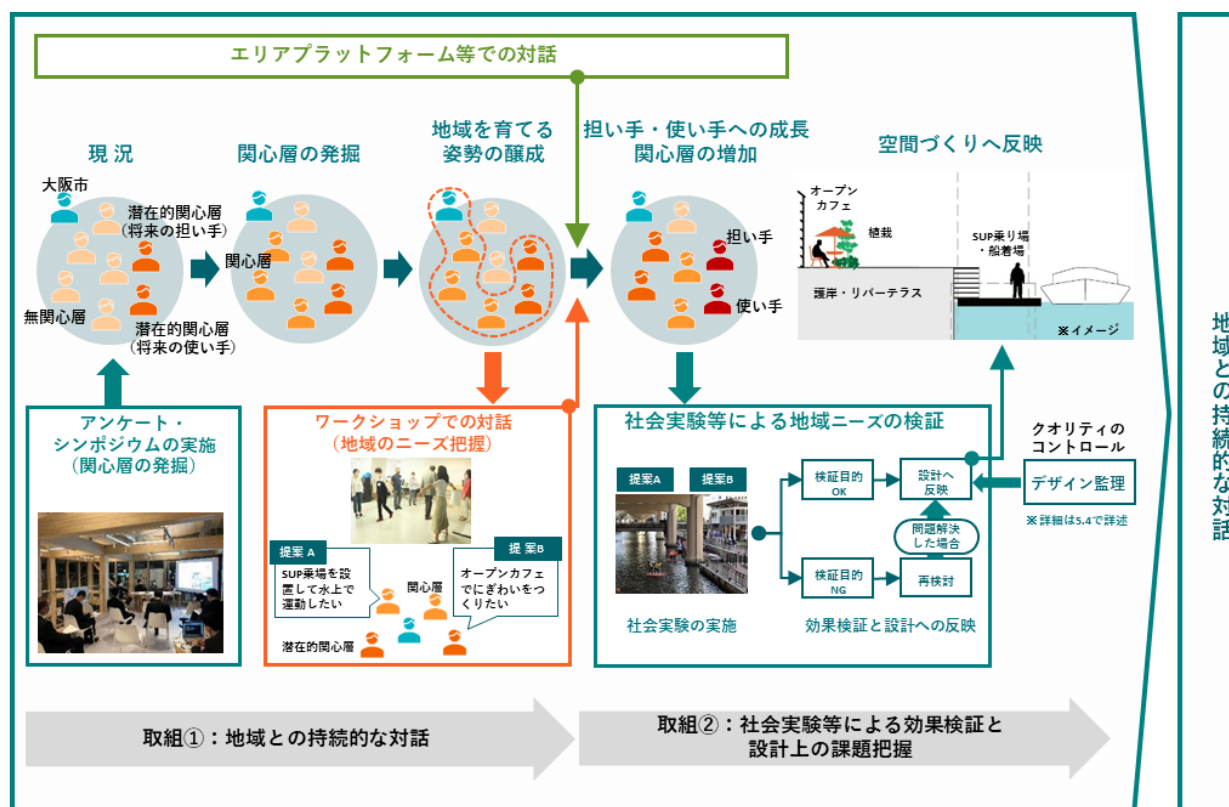 エリアプラットフォーム等での対話
現 況
関心層の発掘
地域を育てる
姿勢の醸成
担い手・使い手への成長
関心層の増加
空間づくりへ反映
大阪市
潜在的関心層
(将来の担い手)
関心層
無関心層
潜在的関心層
(将来の使い手)
担い手
使い手
オープン
カフェ
植栽
SUP乗り場
・船着場
護岸・リバーテラス
※イメージ
アンケート・
シンポジウムの実施
(関心層の発掘)
ワークショップでの対話
(地域のニーズ把握)
提案 A
SUP乗場を設
置して水上で
運動したい
提 案B
オープンカフェ
でにぎわいをつ
くりたい
関心層
潜在的関心層
社会実験等による地域ニーズの検証
提案A
提案B
社会実験の実施
検証目的
OK
設計へ
反映
問題解決
した場合
検証目的
NG
再検討
効果検証と設計への反映
クオリティの
コントロール
デザイン監理
※詳細は5.4で詳述
取組①:地域との持続的な対話
取組②:社会実験等による効果検証と
設計上の課題把握
地域との持続的な対話